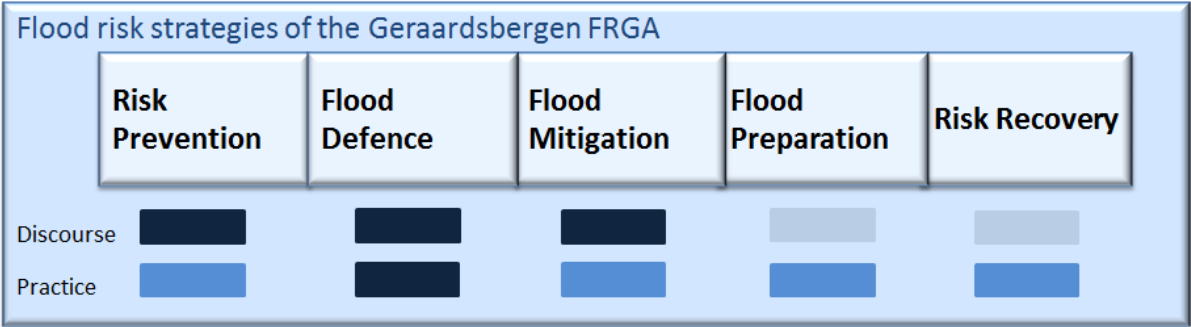 Flood risk strategies of the Geraardsbergen FRGA
Risk
Prevention
Flood
Defence
Flood
Mitigation
Flood
Preparation
Risk Recovery
Discourse
Practice